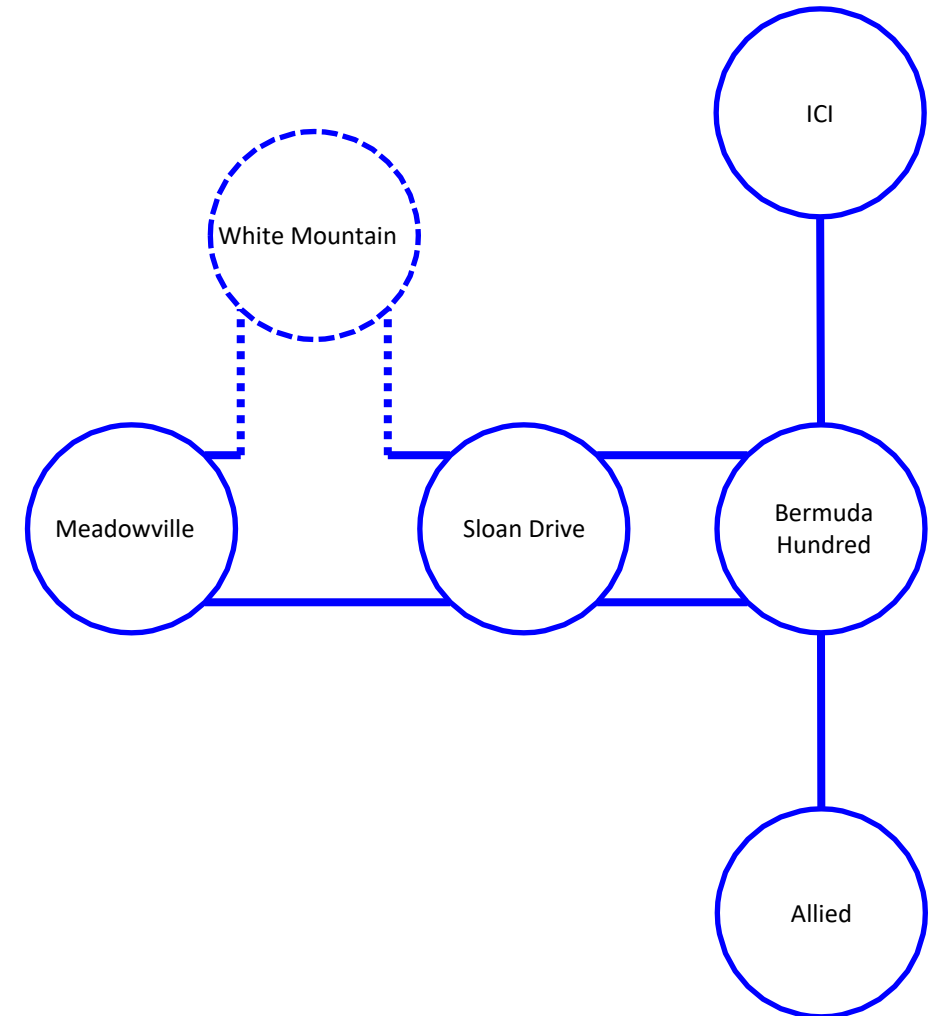 ICI
White Mountain
Meadowville
Sloan Drive
Bermuda
Hundred
Allied